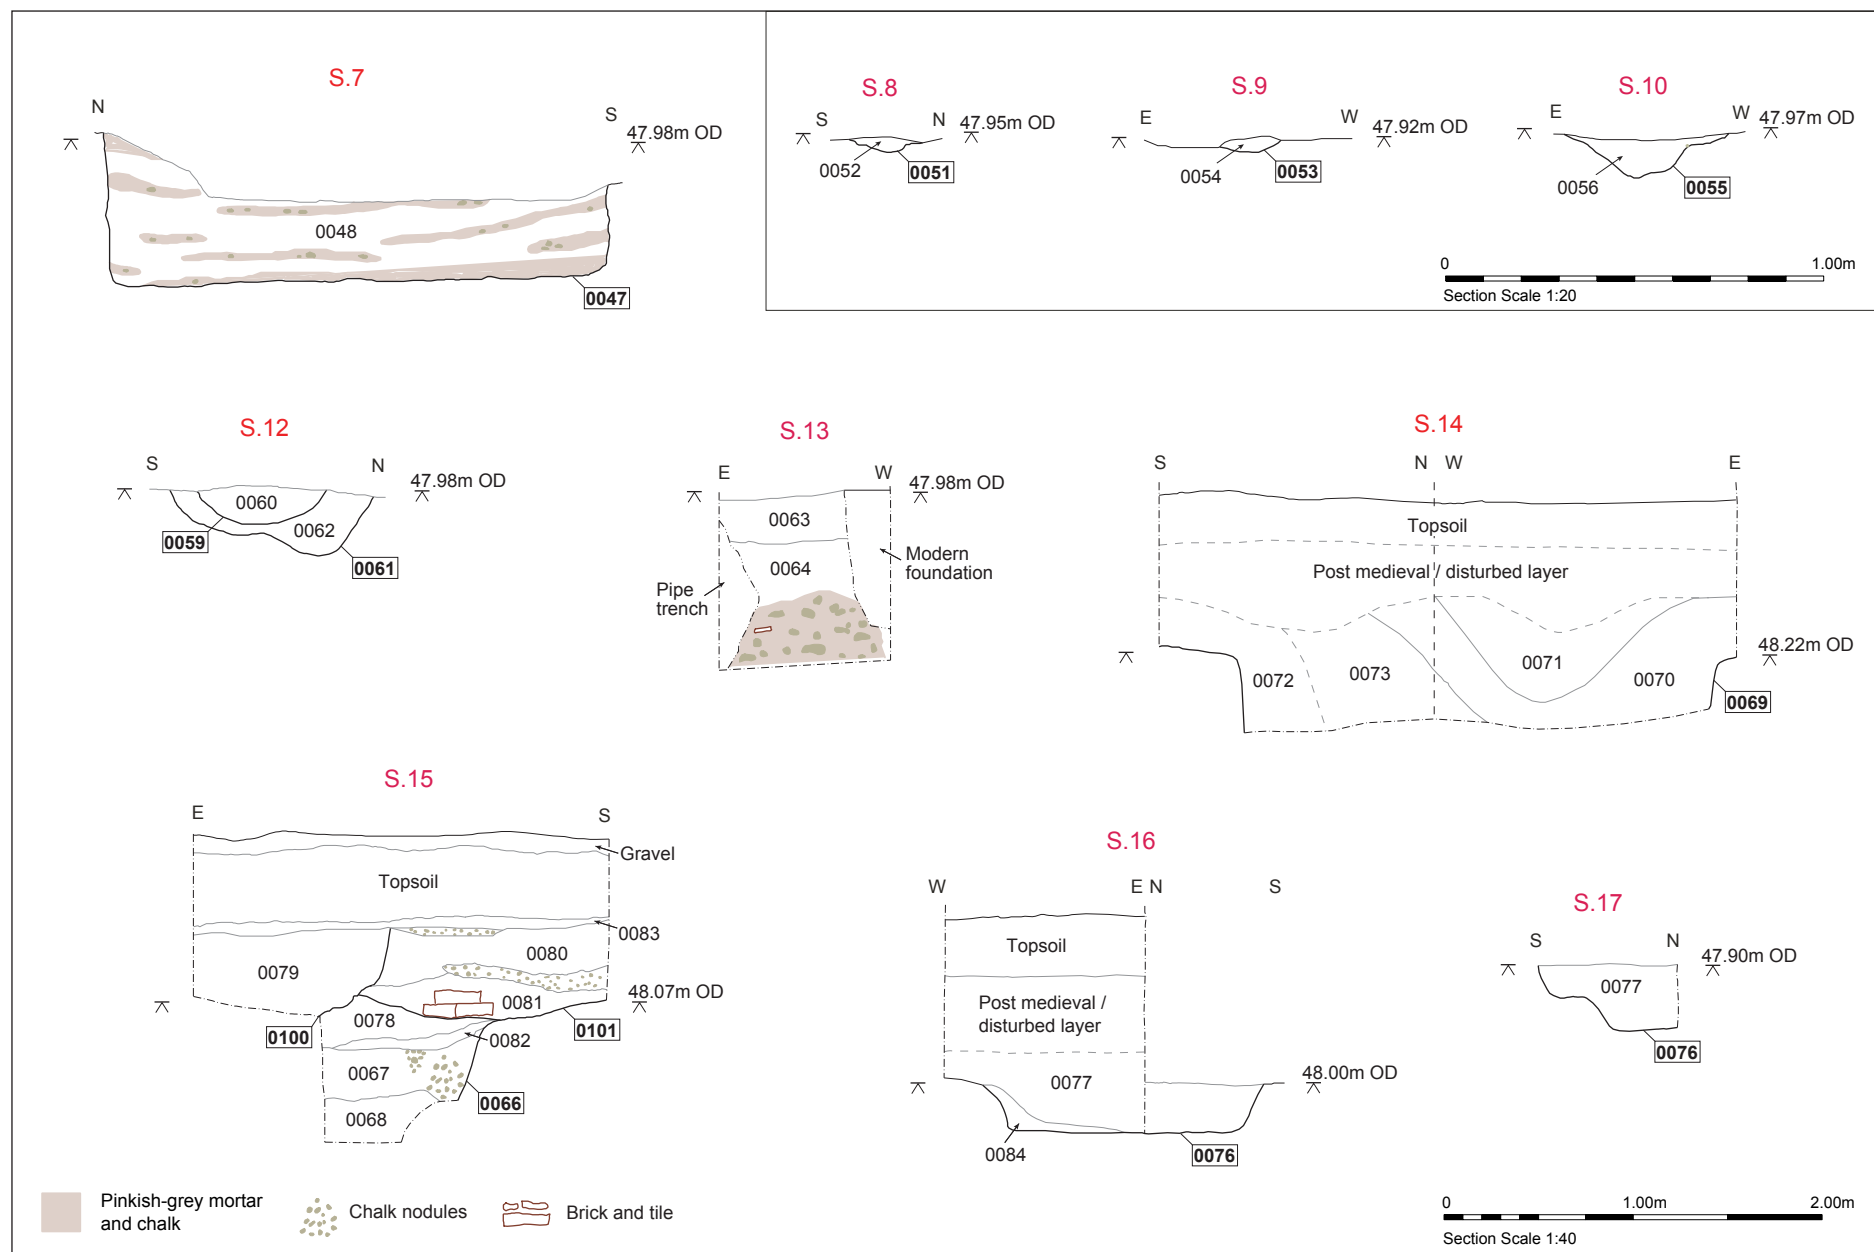 S.7
N
S
47.98m OD
0048
0047
S.8
S
N
47.95m OD
0052
0051
S.9
E
W
47.92m OD
0054
0053
S.10
E
W
47.97m OD
0056
0055
0
1.00m
Section Scale 1:20
S.12
S
N
47.98m OD
0060
0062
0059
0061
S.13
E
W
47.98m OD
0063
0064
Modern
foundation
Pipe
trench
S.14
S
N W
E
Topsoil
Post medieval / disturbed layer
48.22m OD
0071
0072
0073
0070
0069
S.15
E
S
Gravel
Topsoil
0083
0080
0079
0081
48.07m OD
0078
0100
0101
0082
0067
0066
0068
S.16
W
E N
S
Topsoil
Post medieval /
disturbed layer
0077
48.00m OD
0084
0076
S.17
S
N
47.90m OD
0077
0076
Pinkish-grey mortar
and chalk
Chalk nodules
Brick and tile
0
1.00m
2.00m
Section Scale 1:40